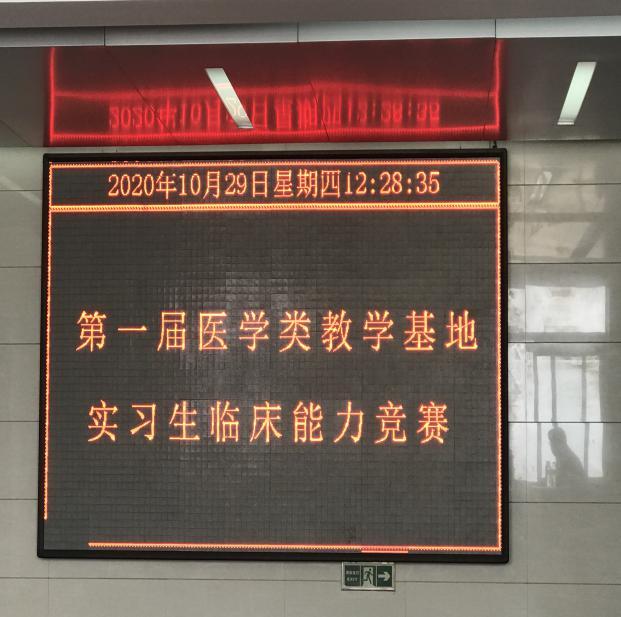 2020年10月29日星期四12:28:35
第一届医学类教学基地
实习生临床能力竞赛
EXIT